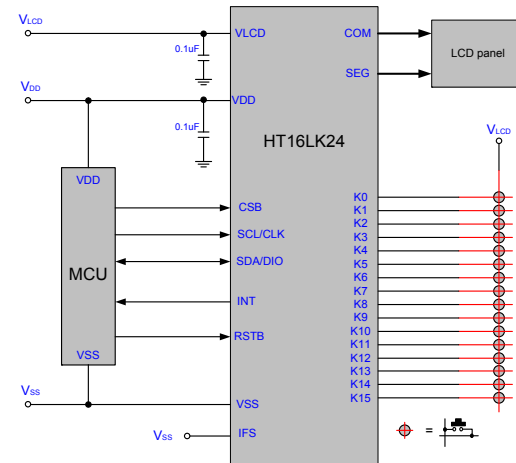 VLCD
VLCD
COM
0.1uF
SEG
LCD panel
VDD
VDD
0.1uF
HT16LK24
VLCD
VDD
MCU
VSS
CSB
SCL/CLK
SDA/DIO
INT
RSTB
K0
K1
K2
K3
K4
K5
K6
K7
K8
K9
K10
K11
K12
K13
K14
K15
VSS
VSS
VSS
IFS
=